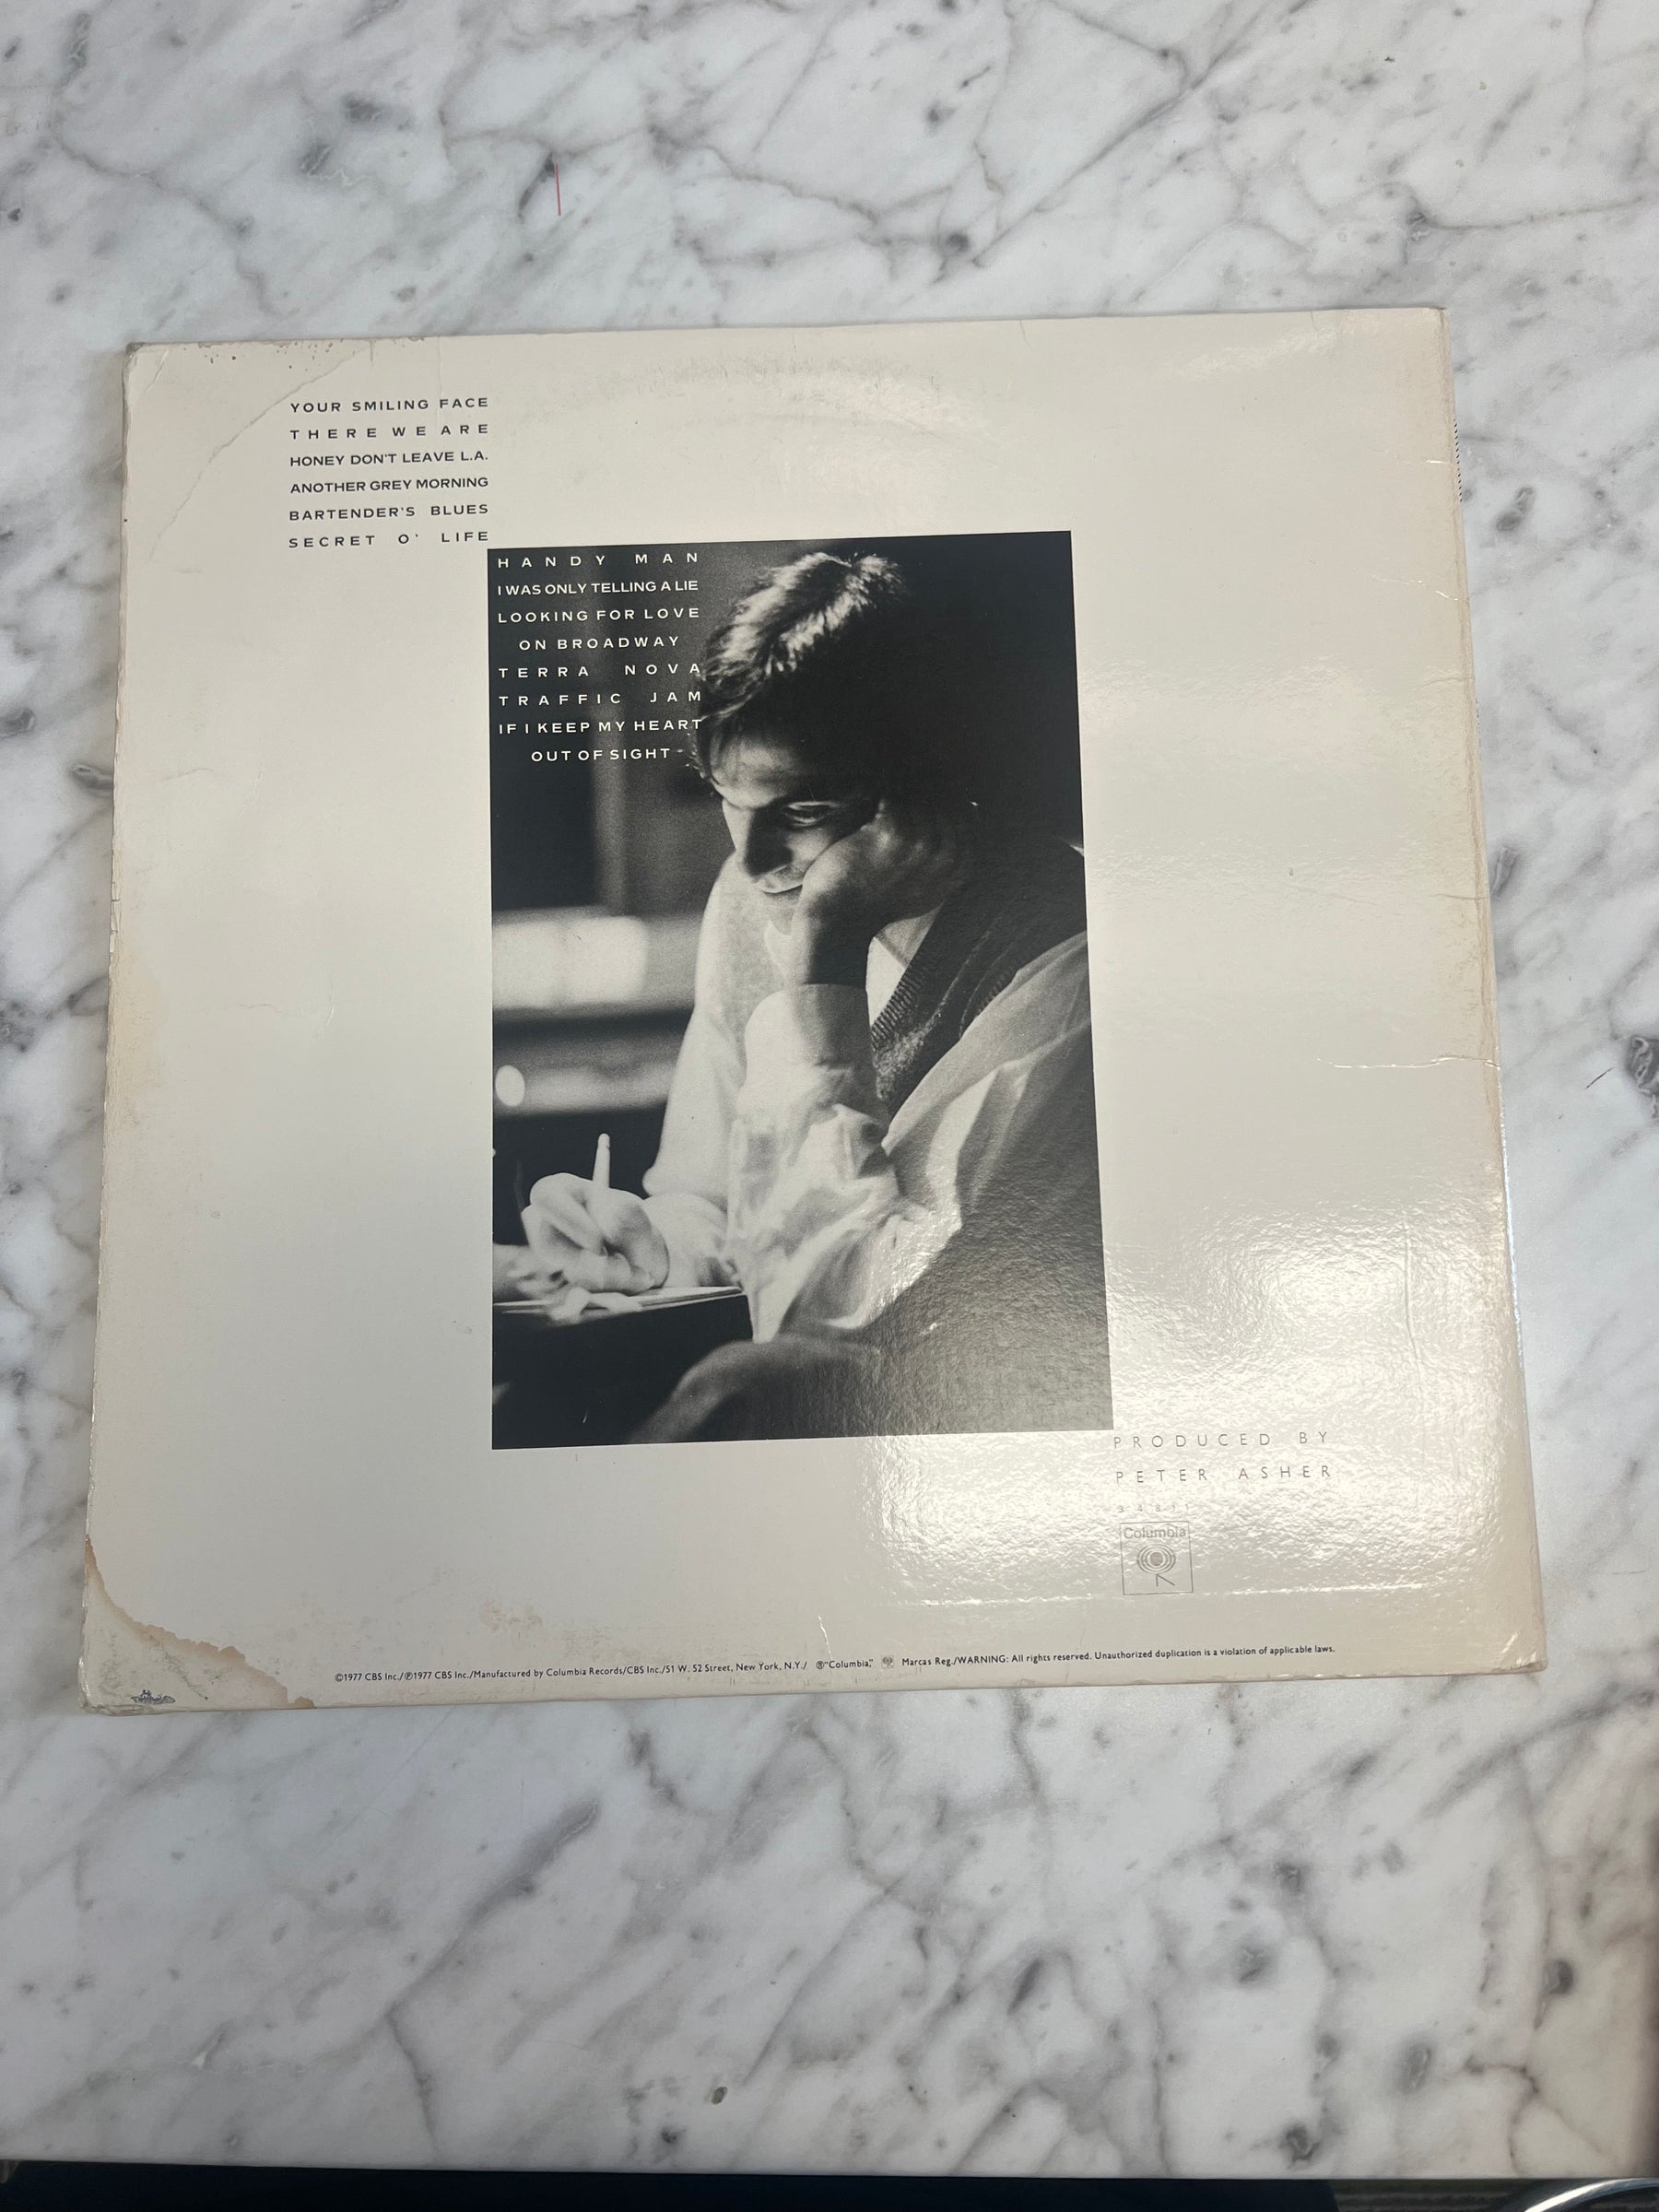 YOUR SMILING FACE
THERE WE ARE
HONEY DON'T LEAVE L.A.
ANOTHER GREY MORNING
BARTENDER'S BLUES
SECRET O' LIFE
HANDY MAN
I WAS ONLY TELLING A LIE
LOOKING FOR LOVE
ON BROADWAY
TERRA NOVA
TRAFFIC JAM
IF I KEEP MY HEART
OUT OF SIGHT
PRODUCED BY
PETER ASHER
34811
Columbia
©1977 CBS Inc./℗1977 CBS Inc./Manufactured by Columbia Records/CBS Inc./51 W. 52 Street, New York, N.Y./ ®"Columbia," Marcas Reg./WARNING: All rights reserved. Unauthorized duplication is a violation of applicable laws.